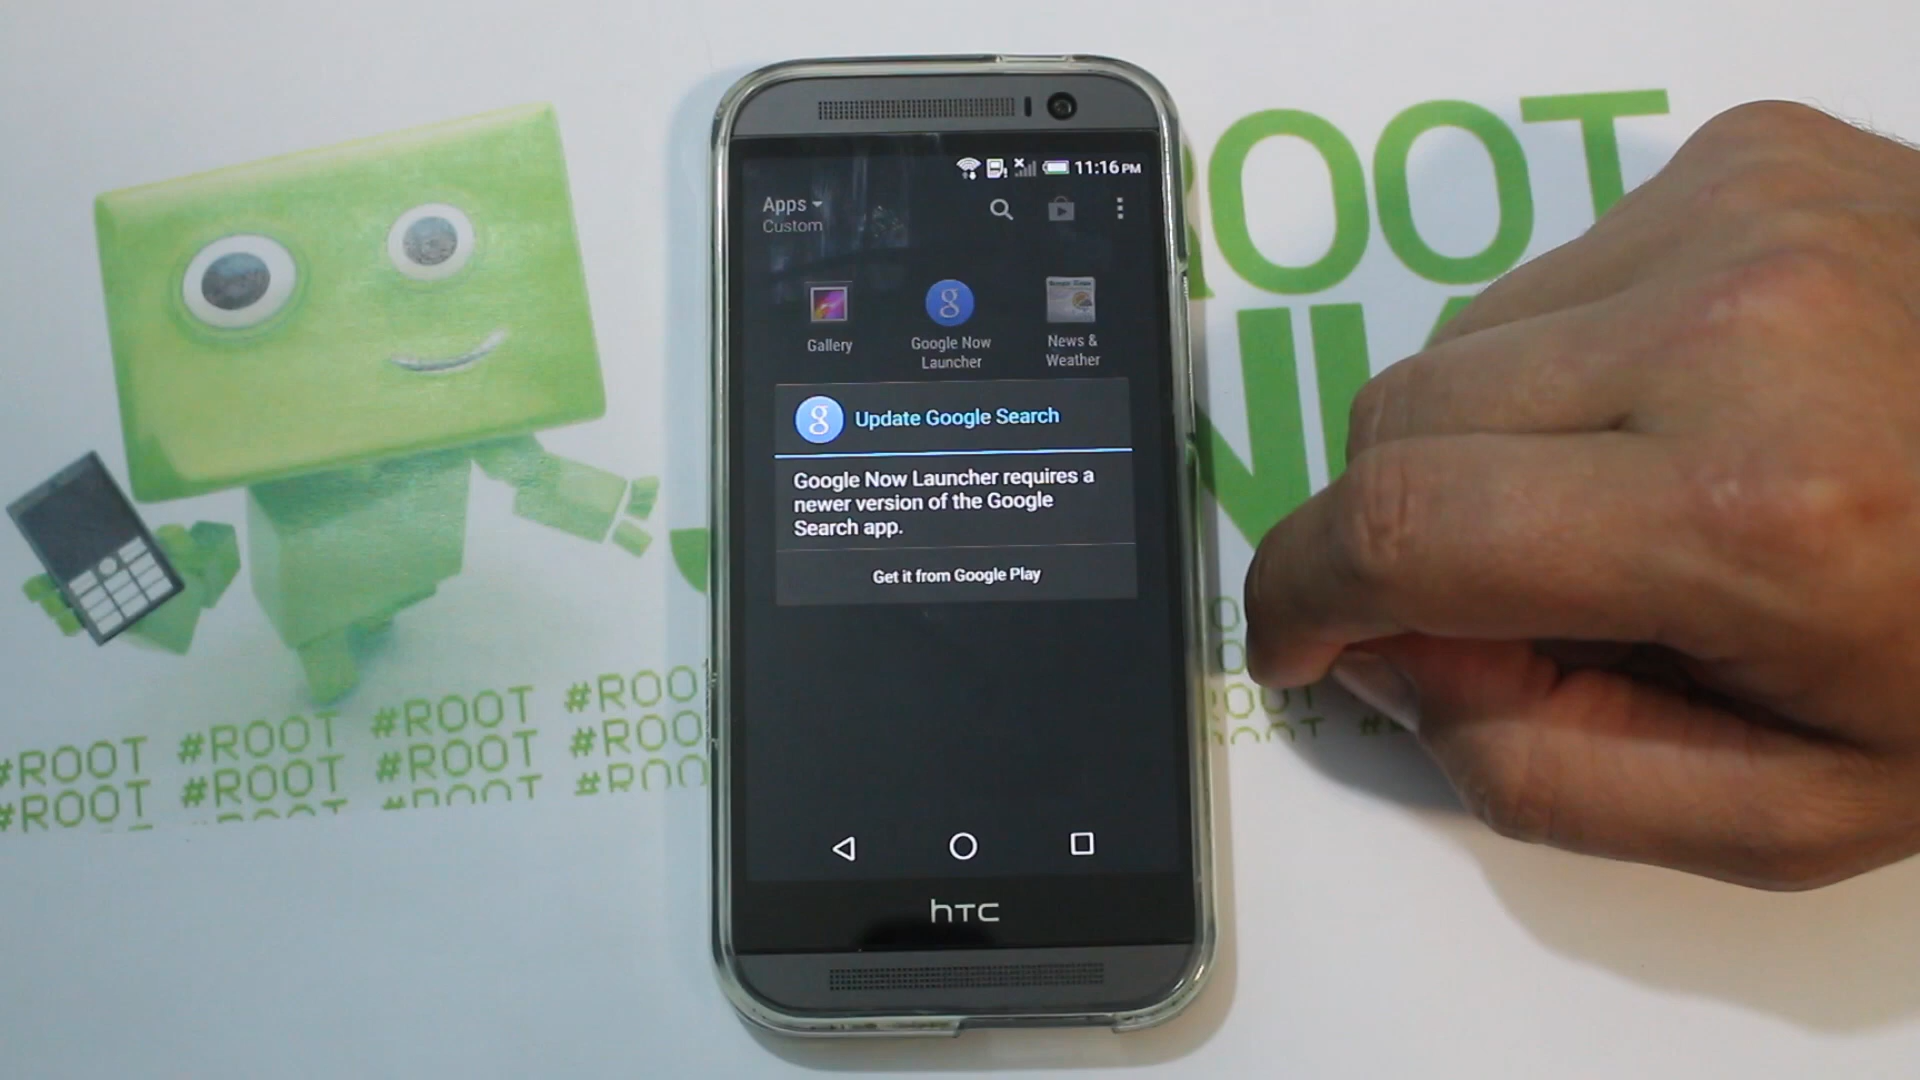 11:16 PM
Apps
Custom
Gallery
Google Now
Launcher
News &
Weather
g
Update Google Search
Google Now Launcher requires a
newer version of the Google
Search app.
Get it from Google Play
hTC
ROOT
#ROOT #ROOT #ROOT #ROO
#ROOT #ROOT #ROOT #ROO